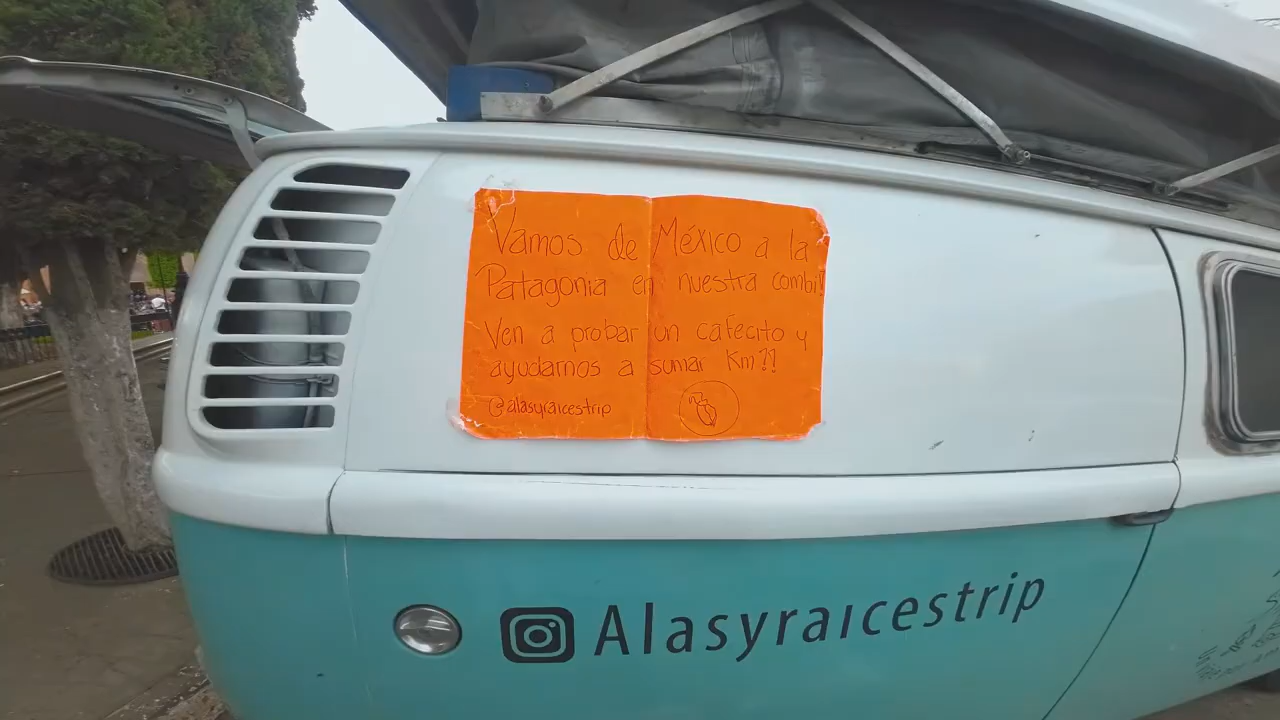 Vamos de México a la
Patagonia en nuestra combi!
Ven a probar un cafecito y
ayudarnos a sumar Km??
@alasyraicestrip
Alasyraicestrip